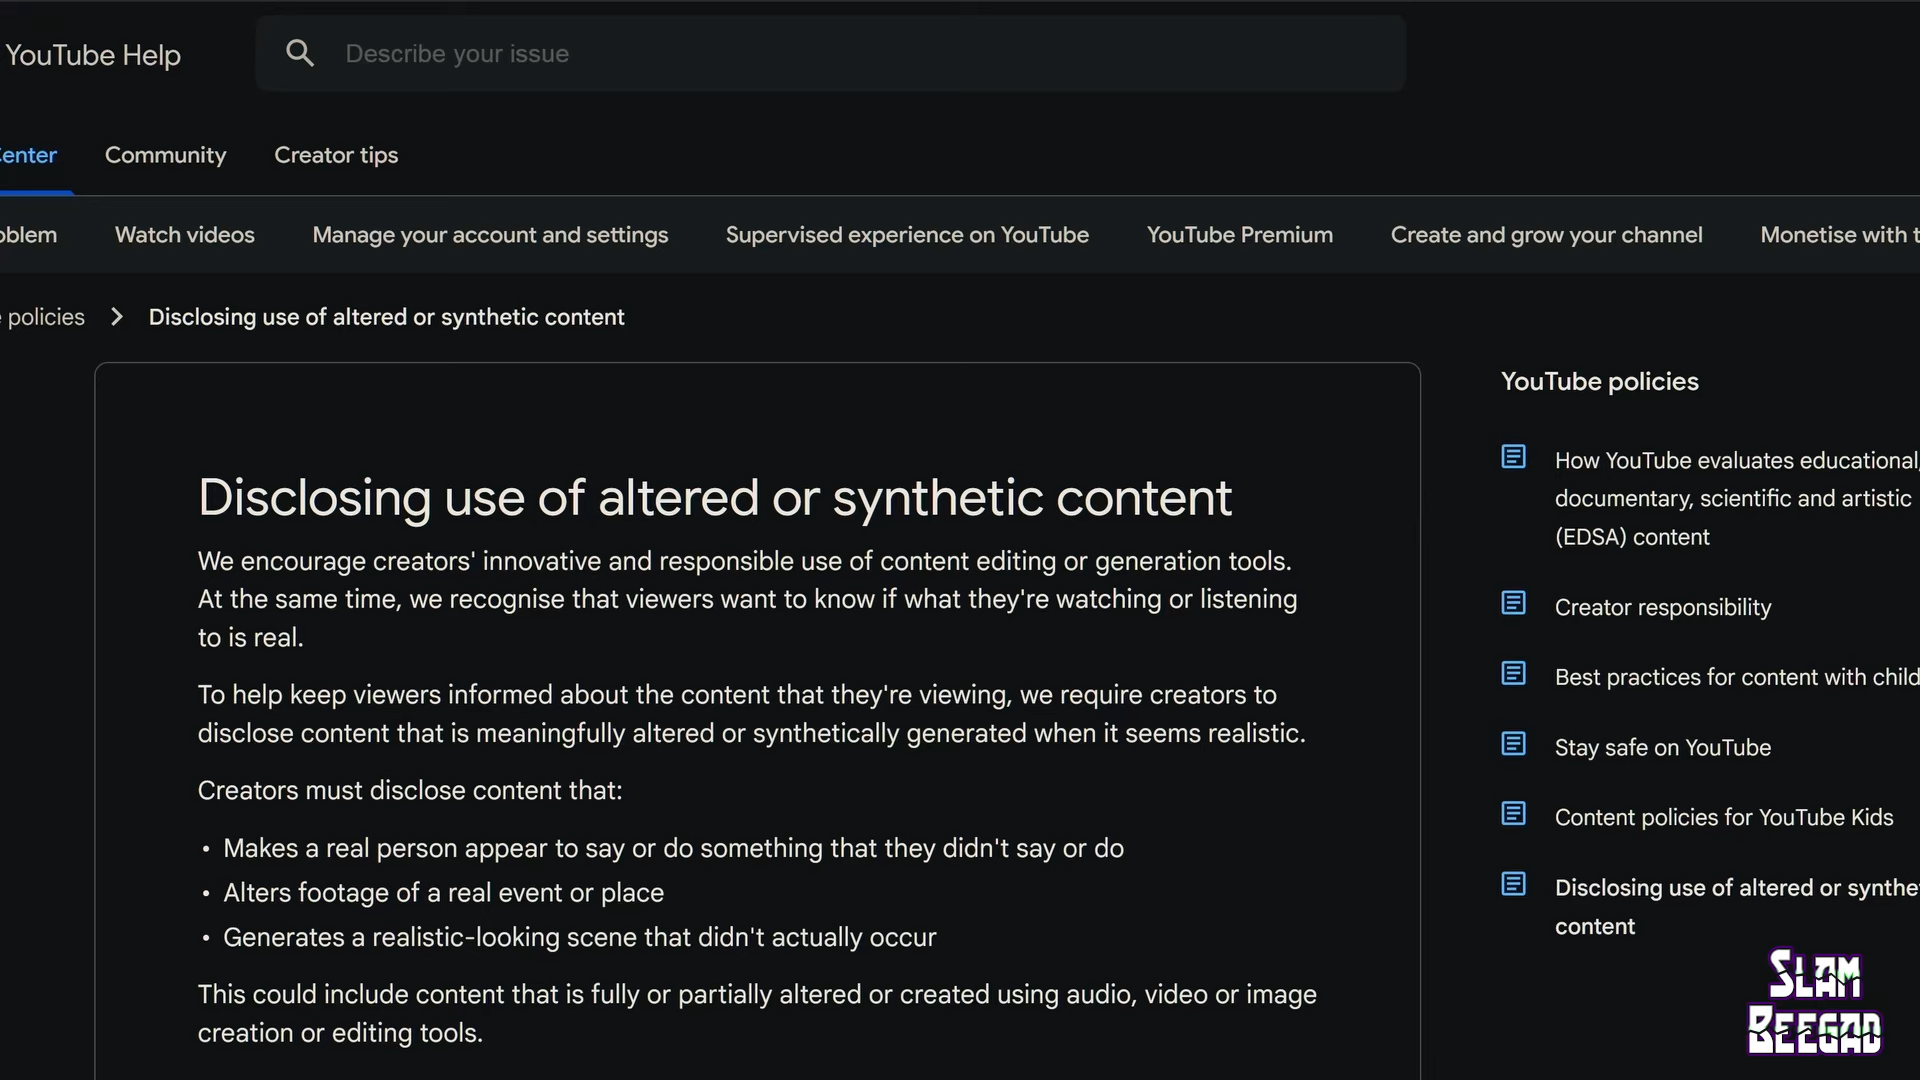 YouTube Help
Describe your issue
Center
Community
Creator tips
oblem
Watch videos
Manage your account and settings
Supervised experience on YouTube
YouTube Premium
Create and grow your channel
Monetise with t
policies
Disclosing use of altered or synthetic content
Disclosing use of altered or synthetic content
We encourage creators' innovative and responsible use of content editing or generation tools.
At the same time, we recognise that viewers want to know if what they're watching or listening
to is real.
To help keep viewers informed about the content that they're viewing, we require creators to
disclose content that is meaningfully altered or synthetically generated when it seems realistic.
Creators must disclose content that:
• Makes a real person appear to say or do something that they didn't say or do
• Alters footage of a real event or place
• Generates a realistic-looking scene that didn't actually occur
This could include content that is fully or partially altered or created using audio, video or image
creation or editing tools.
YouTube policies
How YouTube evaluates educational,
documentary, scientific and artistic
(EDSA) content
Creator responsibility
Best practices for content with child
Stay safe on YouTube
Content policies for YouTube Kids
Disclosing use of altered or synthe
content
SLAM
BEEGAD